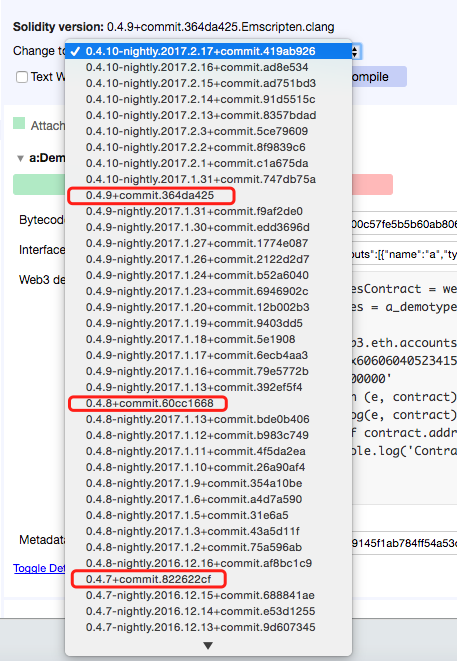 Solidity version: 0.4.9+commit.364da425.Emscripten.clang
Change to
✓ 0.4.10-nightly.2017.2.17+commit.419ab926
0.4.10-nightly.2017.2.16+commit.ad8e534
Text W
ompile
0.4.10-nightly.2017.2.15+commit.ad751bd3
0.4.10-nightly.2017.2.14+commit.91d5515c
0.4.10-nightly.2017.2.13+commit.8357bdad
Attach
0.4.10-nightly.2017.2.3+commit.5ce79609
0.4.10-nightly.2017.2.2+commit.8f9839c6
a:Demo
0.4.10-nightly.2017.2.1+commit.c1a675da
0.4.10-nightly.2017.1.31+commit.747db75a
0.4.9+commit.364da425
0.4.9-nightly.2017.1.31+commit.f9af2de0
Bytecode
0.4.9-nightly.2017.1.30+commit.edd3696d
00c57fe5b5b60ab806
0.4.9-nightly.2017.1.27+commit.1774e087
Interface
puts":[{"name":"a","ty
0.4.9-nightly.2017.1.26+commit.2122d2d7
0.4.9-nightly.2017.1.24+commit.b52a6040
Web3 de
esContract = we
0.4.9-nightly.2017.1.23+commit.6946902c
es = a_demotype
0.4.9-nightly.2017.1.20+commit.12b002b3
0.4.9-nightly.2017.1.19+commit.9403dd5
b3.eth.accounts
0.4.9-nightly.2017.1.18+commit.5e1908
x60606040523415
0.4.9-nightly.2017.1.17+commit.6ecb4aa3
0.4.9-nightly.2017.1.16+commit.79e5772b
00000'
0.4.9-nightly.2017.1.13+commit.392ef5f4
n (e, contract)
0.4.8+commit.60cc1668
log(e, contract)
0.4.8-nightly.2017.1.13+commit.bde0b406
f contract.addr
0.4.8-nightly.2017.1.12+commit.b983c749
ole.log('Contra
0.4.8-nightly.2017.1.11+commit.4f5da2ea
0.4.8-nightly.2017.1.10+commit.26a90af4
0.4.8-nightly.2017.1.9+commit.354a10be
0.4.8-nightly.2017.1.6+commit.a4d7a590
0.4.8-nightly.2017.1.5+commit.31e6a5
0.4.8-nightly.2017.1.3+commit.43a5d11f
Metadata
0.4.8-nightly.2017.1.2+commit.75a596ab
9145f1ab784ff54a53
0.4.8-nightly.2016.12.16+commit.af8bc1c9
Toggle Det
0.4.7+commit.822622cf
0.4.7-nightly.2016.12.15+commit.688841ae
0.4.7-nightly.2016.12.14+commit.e53d1255
0.4.7-nightly.2016.12.13+commit.9d607345